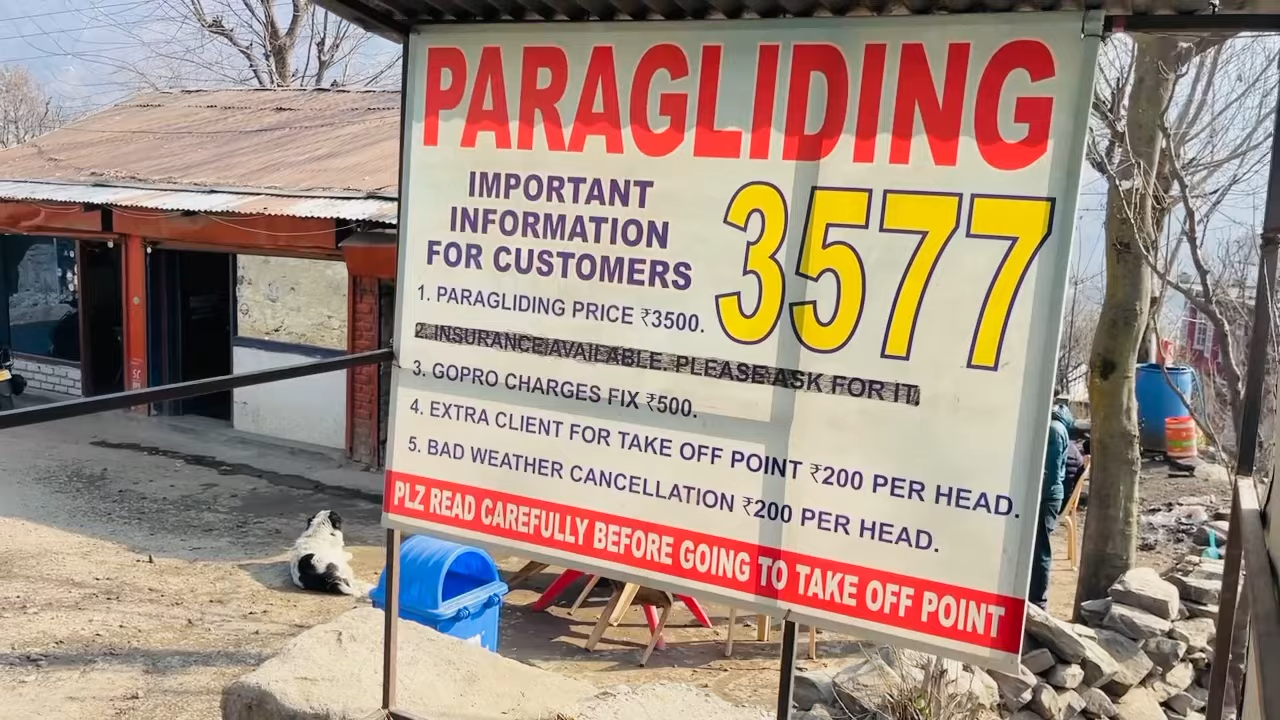 PARAGLIDING
IMPORTANT
INFORMATION
FOR CUSTOMERS
3577
1. PARAGLIDING PRICE ₹3500.
2. INSURANCE AVAILABLE. PLEASE ASK FOR IT
3. GOPRO CHARGES FIX ₹500.
4. EXTRA CLIENT FOR TAKE OFF POINT ₹200 PER HEAD.
5. BAD WEATHER CANCELLATION ₹200 PER HEAD.
PLZ READ CAREFULLY BEFORE GOING TO TAKE OFF POINT